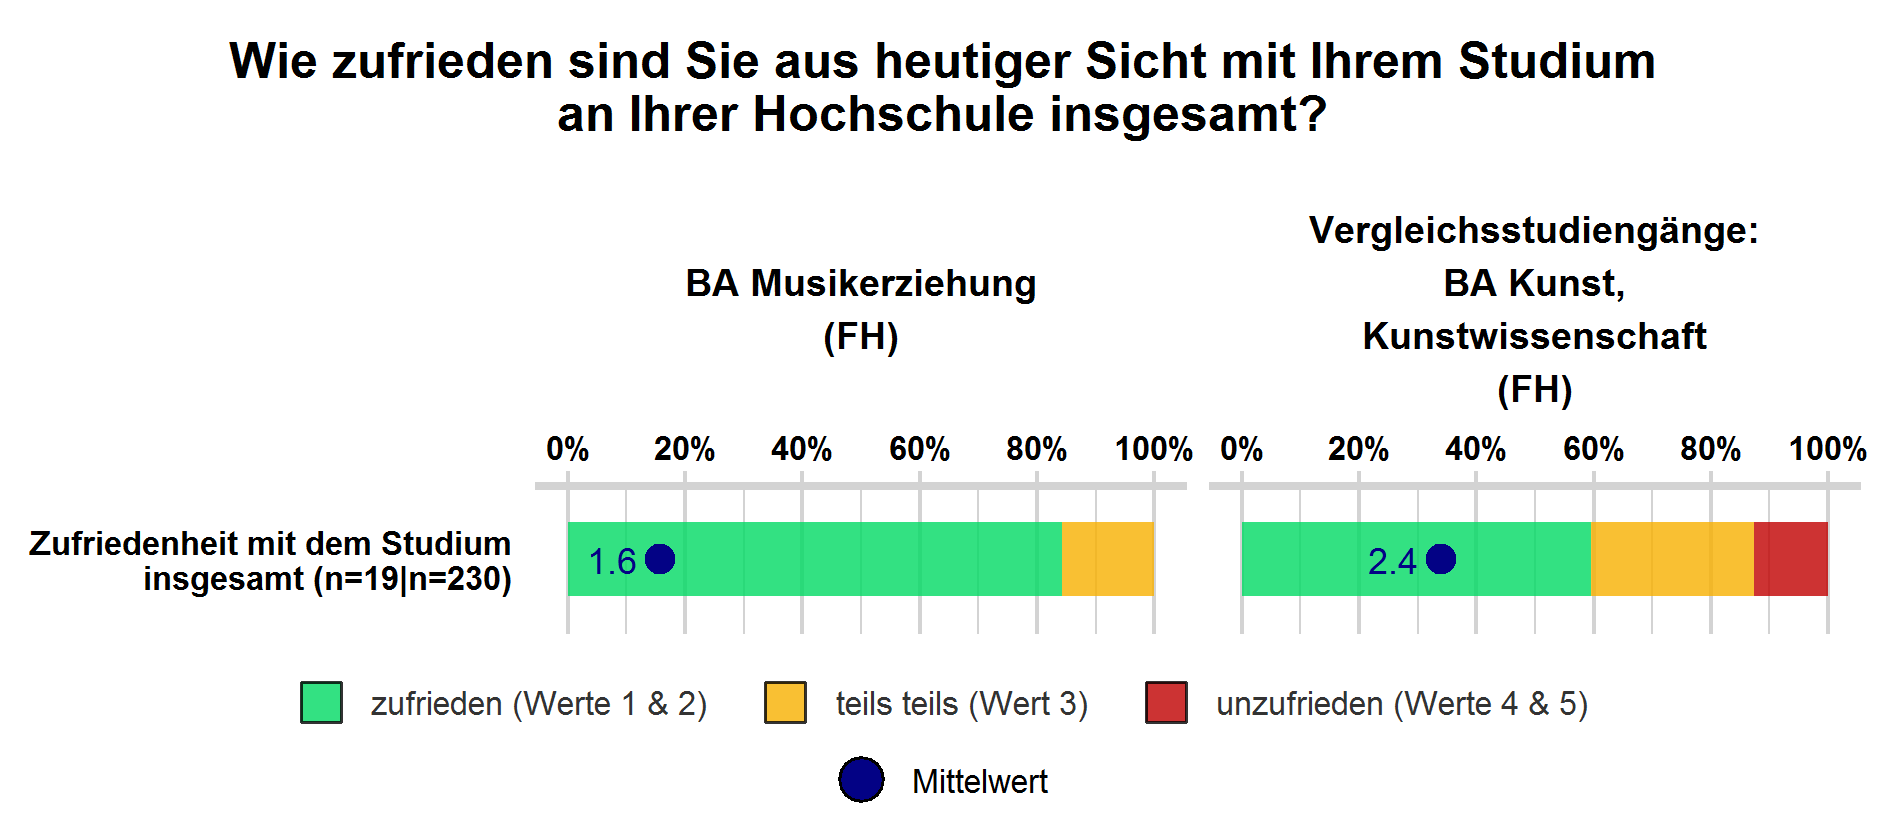 Wie zufrieden sind Sie aus heutiger Sicht mit Ihrem Studium
an Ihrer Hochschule insgesamt?
BA Musikerziehung
(FH)
Vergleichsstudiengänge:
BA Kunst,
Kunstwissenschaft
(FH)
0% 20% 40% 60% 80% 100% 0% 20% 40% 60% 80% 100%
Zufriedenheit mit dem Studium
insgesamt (n=19|n=230)
1.6 2.4
zufrieden (Werte 1 & 2) teils teils (Wert 3) unzufrieden (Werte 4 & 5)
Mittelwert